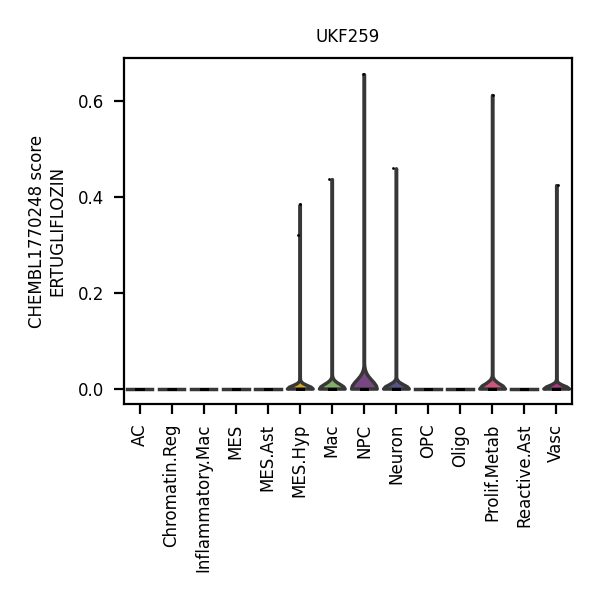 UKF259
CHEMBL1770248 score
ERTUGLIFLOZIN
0.6
0.4
0.2
0.0
AC
Chromatin.Reg
Inflammatory.Mac
MES
MES.Ast
MES.Hyp
Mac
NPC
Neuron
OPC
Oligo
Prolif.Metab
Reactive.Ast
Vasc